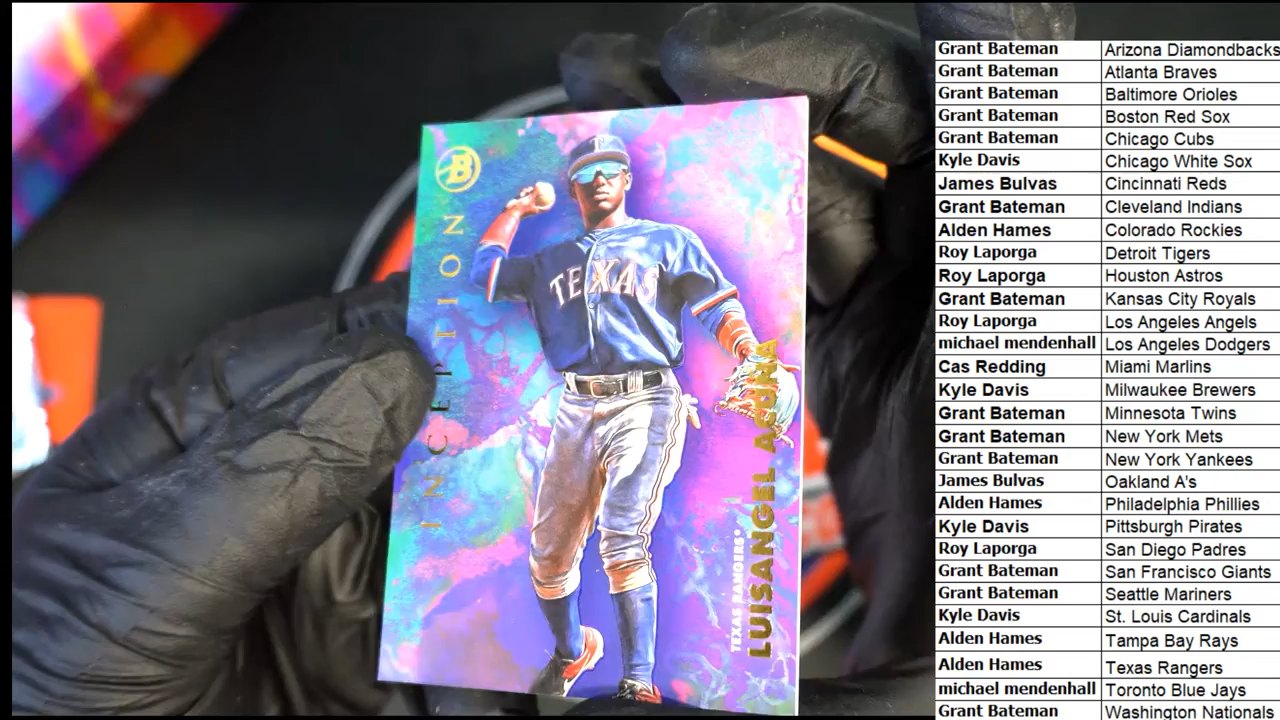 B
INCEPTION
TEXAS
TEXAS RANGERS
LUISANGEL ACUÑA
Grant Bateman Arizona Diamondbacks
Grant Bateman Atlanta Braves
Grant Bateman Baltimore Orioles
Grant Bateman Boston Red Sox
Grant Bateman Chicago Cubs
Kyle Davis Chicago White Sox
James Bulvas Cincinnati Reds
Grant Bateman Cleveland Indians
Alden Hames Colorado Rockies
Roy Laporga Detroit Tigers
Roy Laporga Houston Astros
Grant Bateman Kansas City Royals
Roy Laporga Los Angeles Angels
michael mendenhall Los Angeles Dodgers
Cas Redding Miami Marlins
Kyle Davis Milwaukee Brewers
Grant Bateman Minnesota Twins
Grant Bateman New York Mets
Grant Bateman New York Yankees
James Bulvas Oakland A's
Alden Hames Philadelphia Phillies
Kyle Davis Pittsburgh Pirates
Roy Laporga San Diego Padres
Grant Bateman San Francisco Giants
Grant Bateman Seattle Mariners
Kyle Davis St. Louis Cardinals
Alden Hames Tampa Bay Rays
Alden Hames Texas Rangers
michael mendenhall Toronto Blue Jays
Grant Bateman Washington Nationals